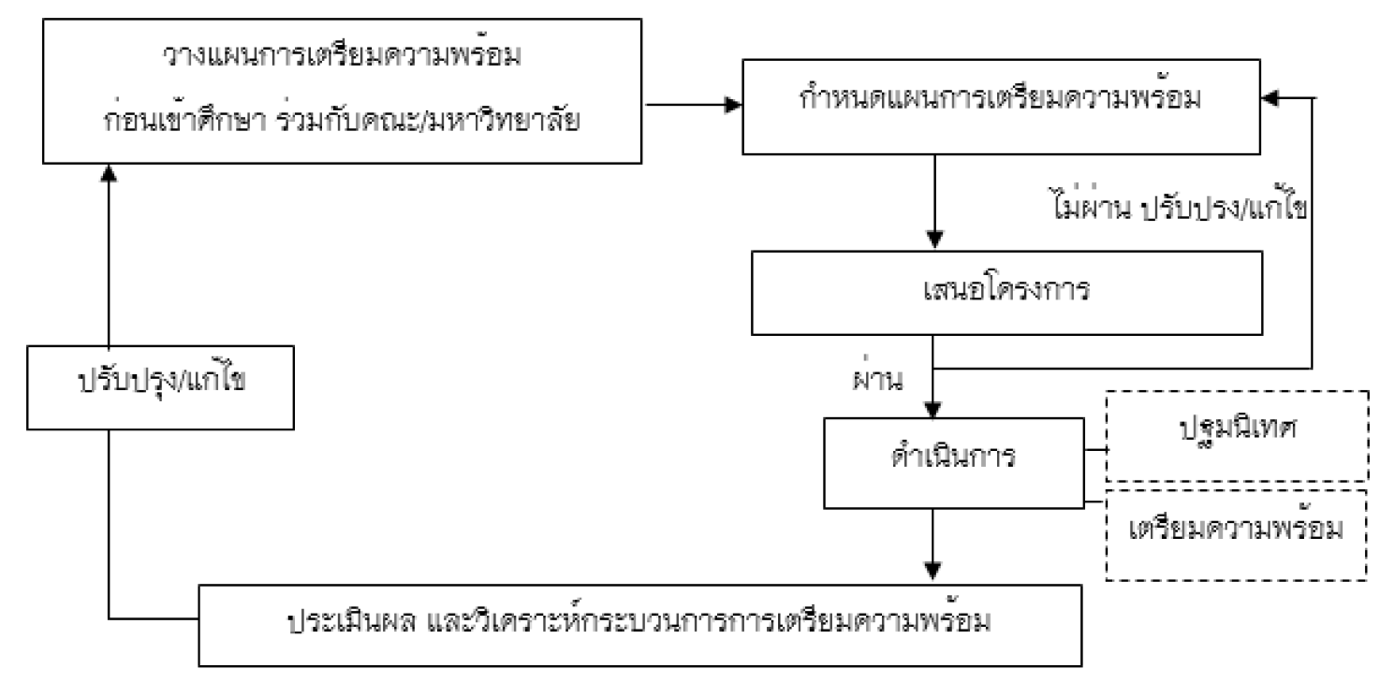 วางแผนการเตรียมความพร้อม
ก่อนเข้าศึกษา ร่วมกับคณะ/มหาวิทยาลัย
กำหนดแผนการเตรียมความพร้อม
ไม่ผ่าน ปรับปรง/แก้ไข
เสนอโครงการ
ปรับปรุง/แก้ไข
ผ่าน
ดำเนินการ
ปฐมนิเทศ
เตรียมความพร้อม
ประเมินผล และวิเคราะห์กระบวนการการเตรียมความพร้อม